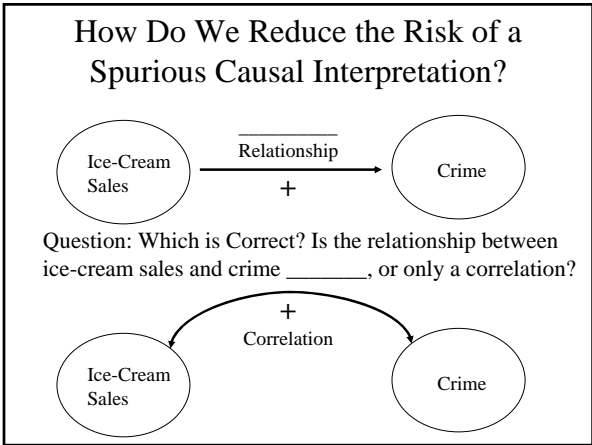 How Do We Reduce the Risk of a
Spurious Causal Interpretation?
__________
Relationship
Ice-Cream
Sales
+
Crime
Question: Which is Correct? Is the relationship between
ice-cream sales and crime _______, or only a correlation?
+
Correlation
Ice-Cream
Sales
Crime